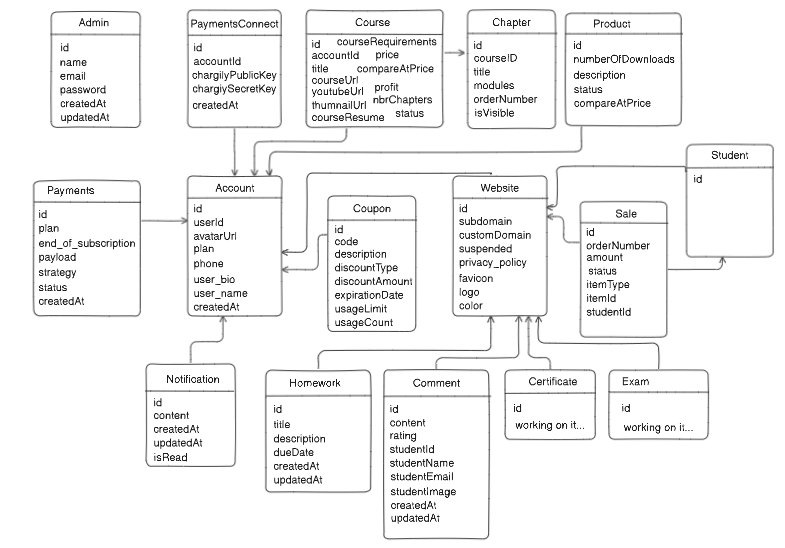 Admin
id
name
email
password
createdAt
updatedAt
PaymentsConnect
id
accountId
chargilyPublicKey
chargiySecretKey
createdAt
Course
id
accountId
title
courseUrl
youtubeUrl
thumnailUrl
courseResume
courseRequirements
price
compareAtPrice
profit
nbrChapters
status
Chapter
id
courseID
title
modules
orderNumber
isVisible
Product
id
numberOfDownloads
description
status
compareAtPrice
Student
id
Payments
id
plan
end_of_subscription
payload
strategy
status
createdAt
Account
id
userId
avatarUrl
plan
phone
user_bio
user_name
createdAt
Coupon
id
code
description
discountType
discountAmount
expirationDate
usageLimit
usageCount
Website
id
subdomain
customDomain
suspended
privacy_policy
favicon
logo
color
Sale
id
orderNumber
amount
status
itemType
itemId
studentId
Notification
id
content
createdAt
updatedAt
isRead
Homework
id
title
description
dueDate
createdAt
updatedAt
Comment
id
content
rating
studentId
studentName
studentEmail
studentImage
createdAt
updatedAt
Certificate
id
working on it...
Exam
id
working on it...